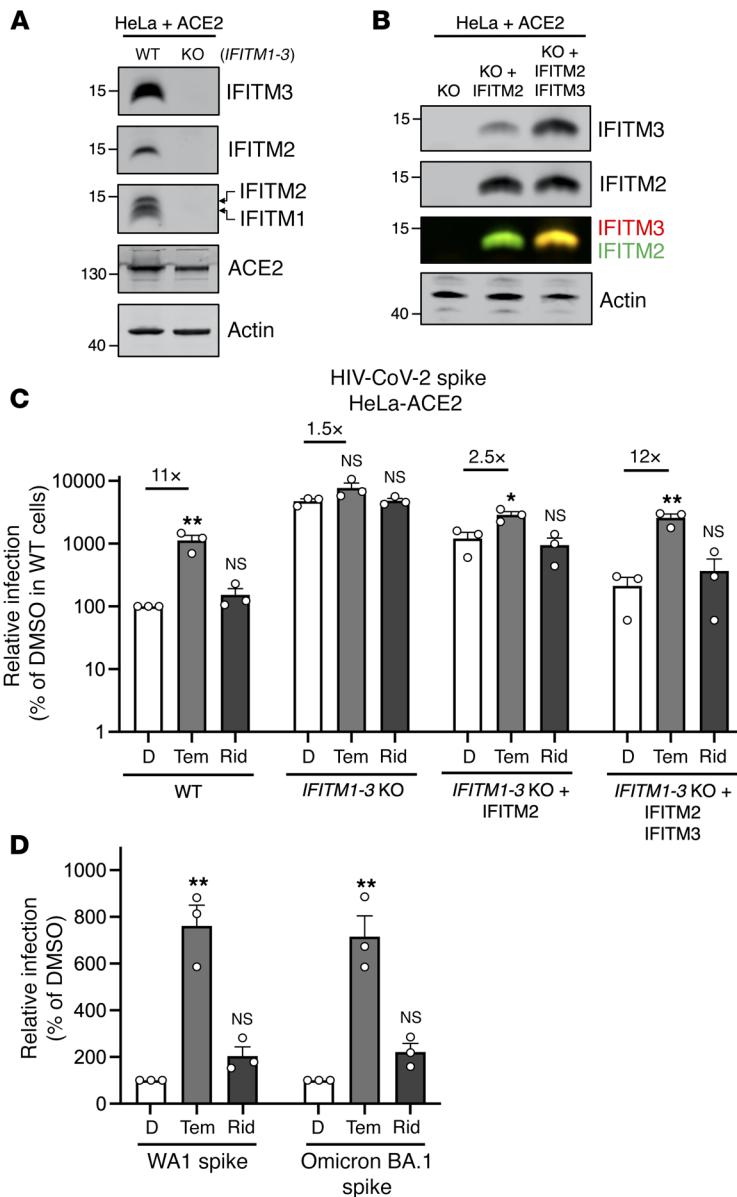 A
HeLa + ACE2
WT KO (IFITM1-3)
15 IFITM3
15 IFITM2
15 IFITM2
IFITM1
130 ACE2
40 Actin
B
HeLa + ACE2
KO KO + IFITM2 KO + IFITM2 IFITM3
15 IFITM3
15 IFITM2
15 IFITM3
IFITM2
40 Actin
C
HIV-CoV-2 spike
HeLa-ACE2
Relative infection
(% of DMSO in WT cells)
10000
1000
100
10
1
11× 1.5× 2.5× 12×
** NS NS NS * NS ** NS
NS
D Tem Rid D Tem Rid D Tem Rid D Tem Rid
WT IFITM1-3 KO IFITM1-3 KO + IFITM2 IFITM1-3 KO + IFITM2 IFITM3
D
Relative infection
(% of DMSO)
1000
800
600
400
200
0
** NS ** NS
D Tem Rid D Tem Rid
WA1 spike Omicron BA.1
spike